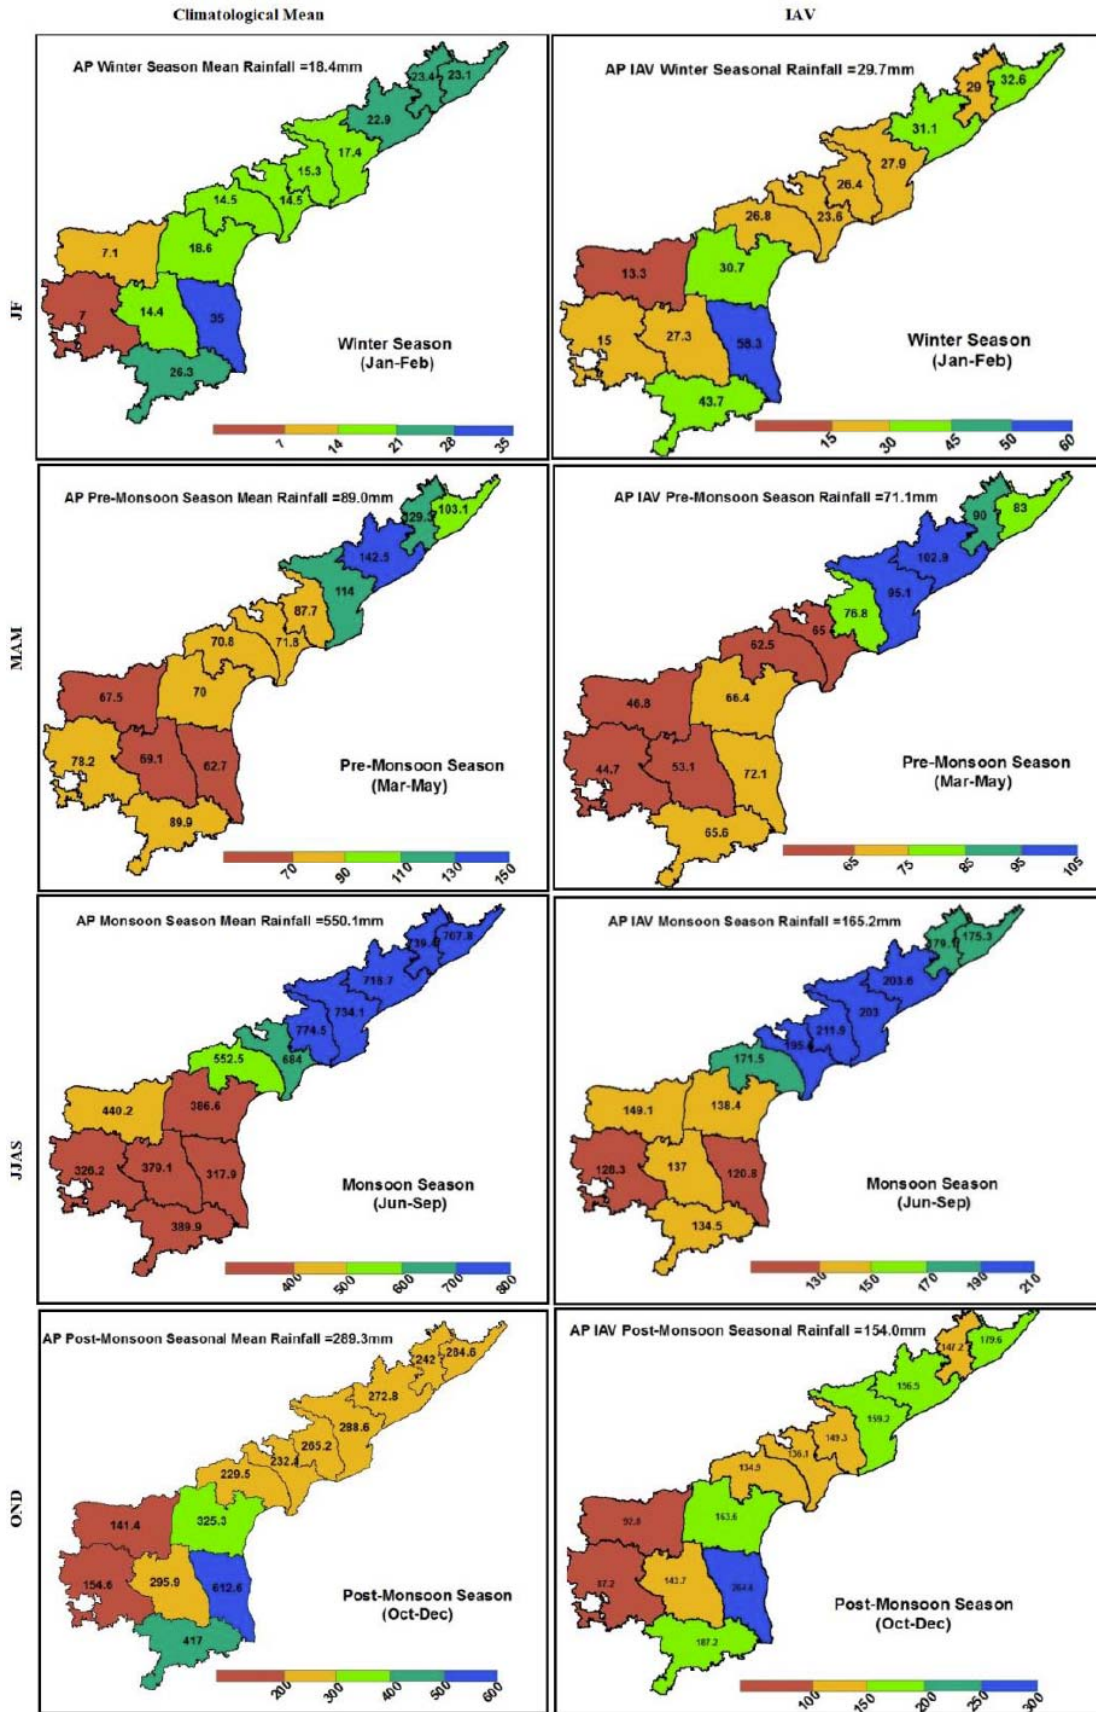 Climatological Mean
IAV
JF
AP Winter Season Mean Rainfall =18.4mm
23.4
23.1
22.9
17.4
15.3
14.5
14.5
7.1
18.6
7
14.4
35
26.3
Winter Season
(Jan-Feb)
7 14 21 28 35
AP IAV Winter Seasonal Rainfall =29.7mm
29
32.6
31.1
27.9
26.4
26.8
23.6
13.3
30.7
15
27.3
58.3
43.7
Winter Season
(Jan-Feb)
15 30 45 50 60
MAM
AP Pre-Monsoon Season Mean Rainfall =89.0mm
103.1
142.5
114
87.7
70.8
71.8
67.5
70
78.2
62.7
89.9
Pre-Monsoon Season
(Mar-May)
70 90 110 130 150
AP IAV Pre-Monsoon Season Rainfall =71.1mm
90
83
102.9
95.1
76.8
65
62.5
46.8
66.4
44.7
53.1
72.1
65.6
Pre-Monsoon Season
(Mar-May)
65 75 85 95 105
JJAS
AP Monsoon Season Mean Rainfall =550.1mm
767.8
718.7
734.1
774.5
552.5
684
440.2
386.6
326.2
379.1
317.9
389.9
Monsoon Season
(Jun-Sep)
400 500 600 700 800
AP IAV Monsoon Season Rainfall =165.2mm
175.3
203.6
203
211.9
171.5
149.1
138.4
128.3
137
120.8
134.5
Monsoon Season
(Jun-Sep)
130 150 170 190 210
OND
AP Post-Monsoon Seasonal Mean Rainfall =289.3mm
242
284.6
272.8
288.6
265.2
232.4
229.5
141.4
325.3
154.6
295.9
612.6
417
Post-Monsoon Season
(Oct-Dec)
200 300 400 500 600
AP IAV Post-Monsoon Seasonal Rainfall =154.0mm
147.2
179.6
156.5
159.2
149.3
136.1
134.9
92.8
163.6
87.2
143.7
187.2
Post-Monsoon Season
(Oct-Dec)
100 150 200 250 300